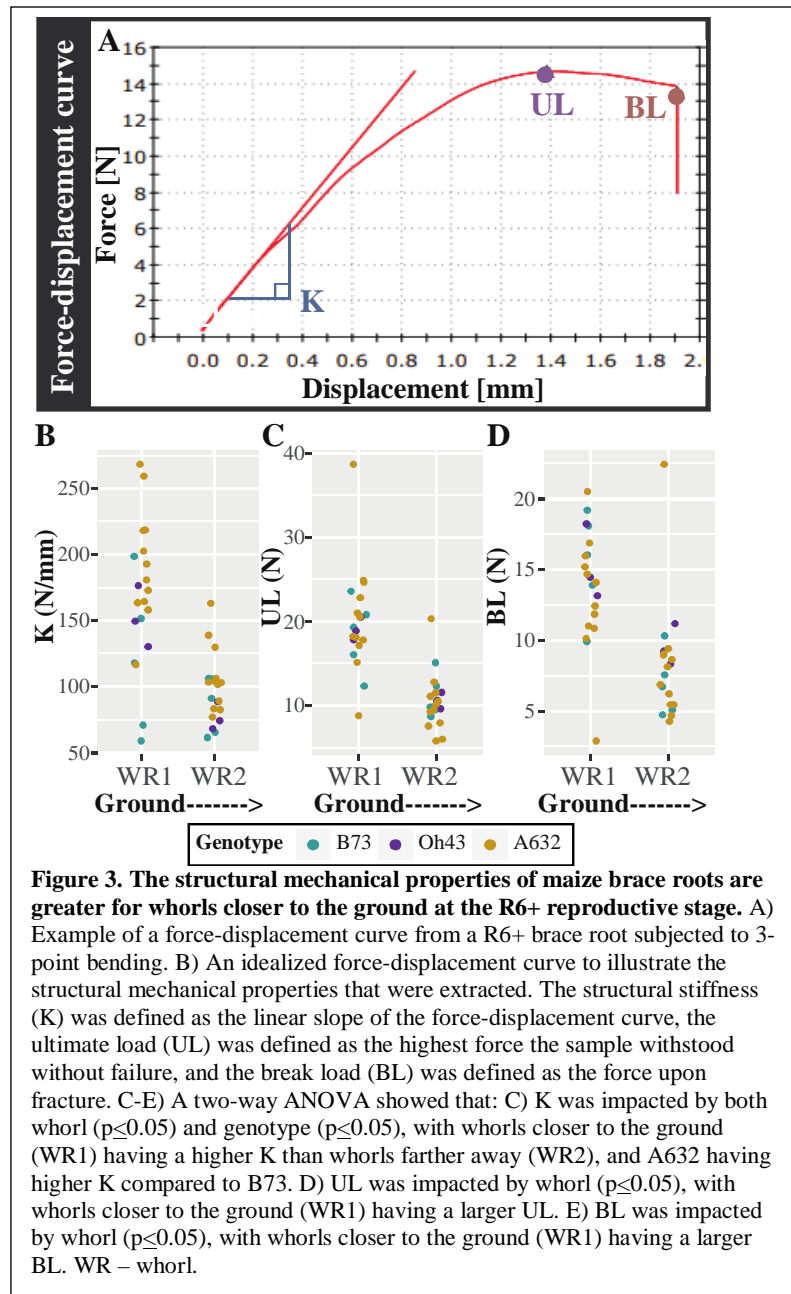 A
Force-displacement curve
Force [N]
16
14
12
10
8
6
4
2
0
UL
BL
K
0.0 0.2 0.4 0.6 0.8 1.0 1.2 1.4 1.6 1.8 2.
Displacement [mm]
B
K (N/mm)
250
200
150
100
50
WR1 WR2
Ground------->
C
UL (N)
40
30
20
10
WR1 WR2
Ground------->
D
BL (N)
20
15
10
5
WR1 WR2
Ground------->
Genotype B73 Oh43 A632
Figure 3. The structural mechanical properties of maize brace roots are
greater for whorls closer to the ground at the R6+ reproductive stage. A)
Example of a force-displacement curve from a R6+ brace root subjected to 3-
point bending. B) An idealized force-displacement curve to illustrate the
structural mechanical properties that were extracted. The structural stiffness
(K) was defined as the linear slope of the force-displacement curve, the
ultimate load (UL) was defined as the highest force the sample withstood
without failure, and the break load (BL) was defined as the force upon
fracture. C-E) A two-way ANOVA showed that: C) K was impacted by both
whorl (p≤0.05) and genotype (p≤0.05), with whorls closer to the ground
(WR1) having a higher K than whorls farther away (WR2), and A632 having
higher K compared to B73. D) UL was impacted by whorl (p≤0.05), with
whorls closer to the ground (WR1) having a larger UL. E) BL was impacted
by whorl (p≤0.05), with whorls closer to the ground (WR1) having a larger
BL. WR – whorl.